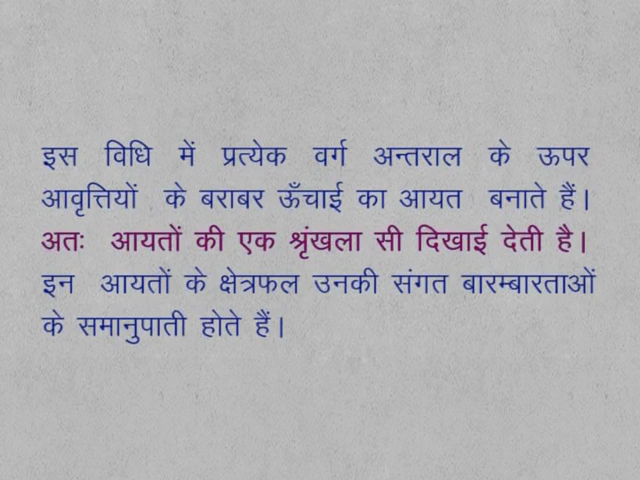 इस विधि में प्रत्येक वर्ग अन्तराल के ऊपर
आवृत्तियों के बराबर ऊँचाई का आयत बनाते हैं।
अतः आयतों की एक श्रृंखला सी दिखाई देती है।
इन आयतों के क्षेत्रफल उनकी संगत बारम्बारताओं
के समानुपाती होते हैं।